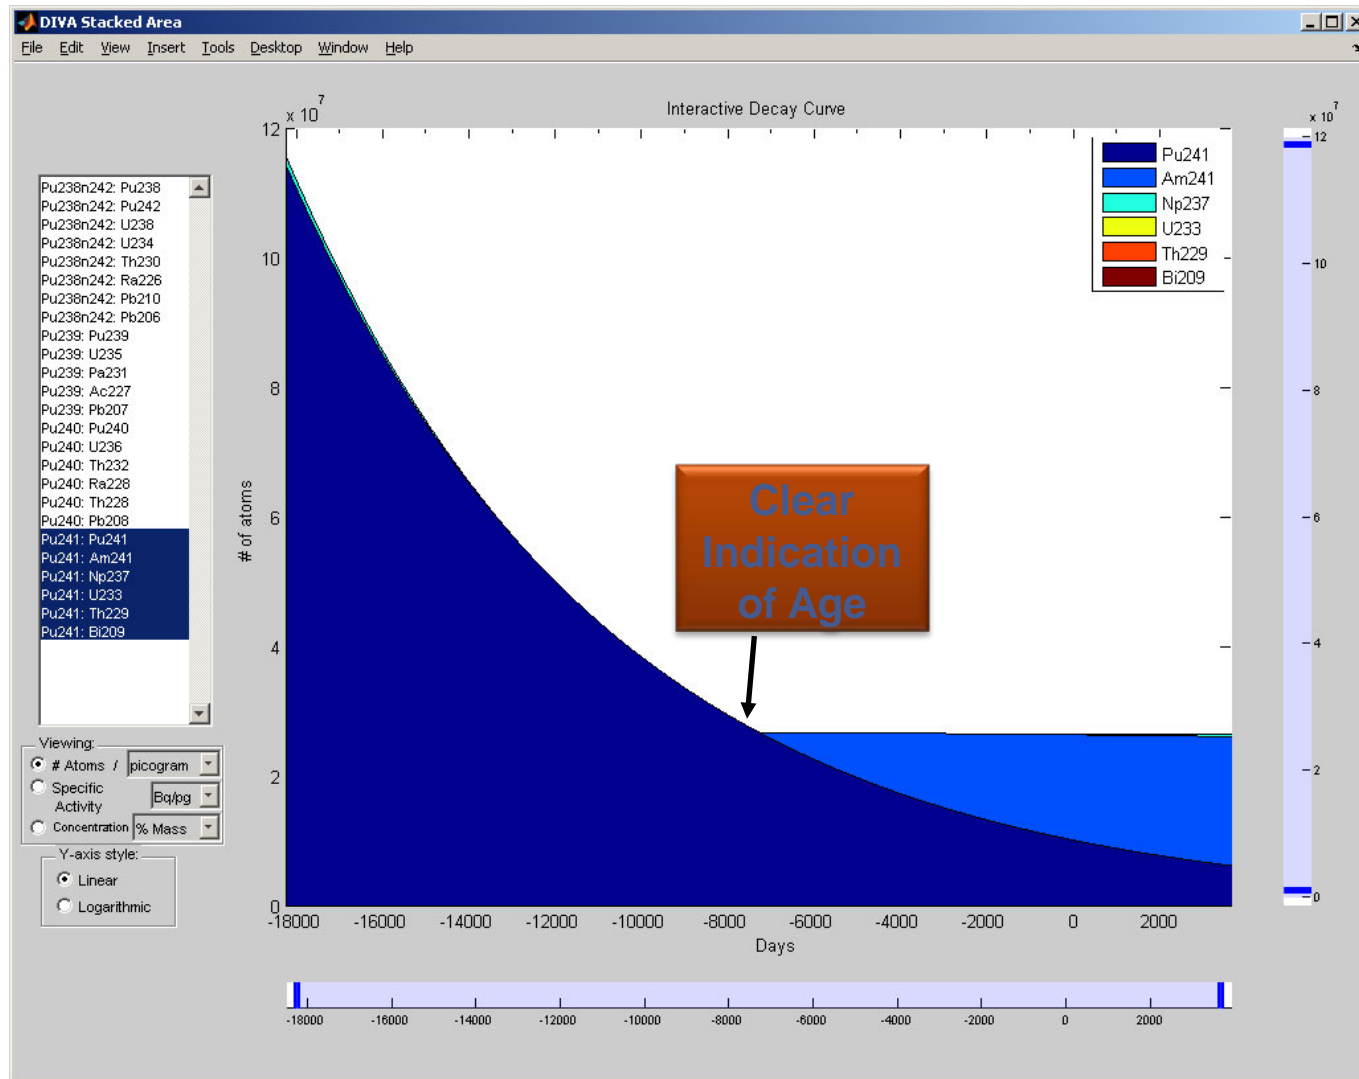 DIVA Stacked Area
File Edit View Insert Tools Desktop Window Help
Pu238n242: Pu238
Pu238n242: Pu242
Pu238n242: U238
Pu238n242: U234
Pu238n242: Th230
Pu238n242: Ra226
Pu238n242: Pb210
Pu238n242: Pb206
Pu239: Pu239
Pu239: U235
Pu239: Pa231
Pu239: Ac227
Pu239: Pb207
Pu240: Pu240
Pu240: U236
Pu240: Th232
Pu240: Ra228
Pu240: Th228
Pu240: Pb208
Pu241: Pu241
Pu241: Am241
Pu241: Np237
Pu241: U233
Pu241: Th229
Pu241: Bi209
Viewing:
# Atoms / picogram
Specific
Activity Bq/pg
Concentration % Mass
Y-axis style:
Linear
Logarithmic
Interactive Decay Curve
x 10^7
12
10
8
6
4
2
0
# of atoms
-18000 -16000 -14000 -12000 -10000 -8000 -6000 -4000 -2000 0 2000
Days
Pu241
Am241
Np237
U233
Th229
Bi209
Clear
Indication
of Age
x 10^7
12
10
8
6
4
2
0
-18000 -16000 -14000 -12000 -10000 -8000 -6000 -4000 -2000 0 2000